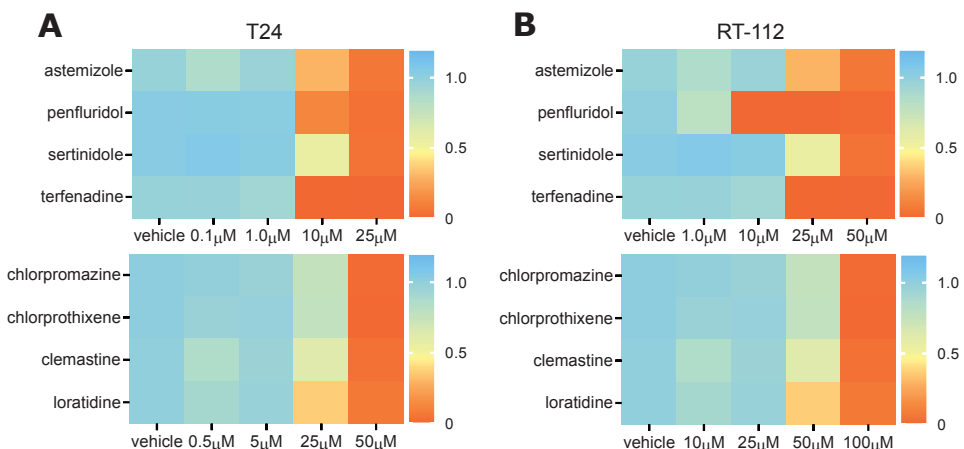 A
T24
astemizole
penfluridol
sertinidole
terfenadine
vehicle 0.1μM 1.0μM 10μM 25μM
1.0
0.5
0
chlorpromazine
chlorprothixene
clemastine
loratidine
vehicle 0.5μM 5μM 25μM 50μM
1.0
0.5
0
B
RT-112
astemizole
penfluridol
sertinidole
terfenadine
vehicle 1.0μM 10μM 25μM 50μM
1.0
0.5
0
chlorpromazine
chlorprothixene
clemastine
loratidine
vehicle 10μM 25μM 50μM 100μM
1.0
0.5
0